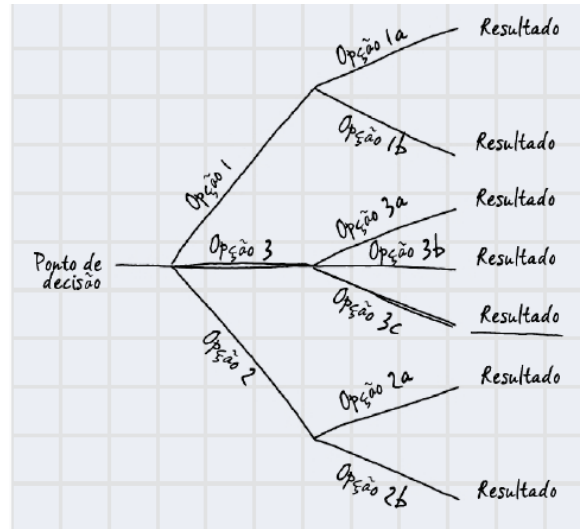 Opção 1a
Resultado
Opção 1b
Resultado
Opção 1
Opção 3a
Resultado
Ponto de
decisão
Opção 3
Opção 3b
Resultado
Opção 3c
Resultado
Opção 2
Opção 2a
Resultado
Opção 2b
Resultado